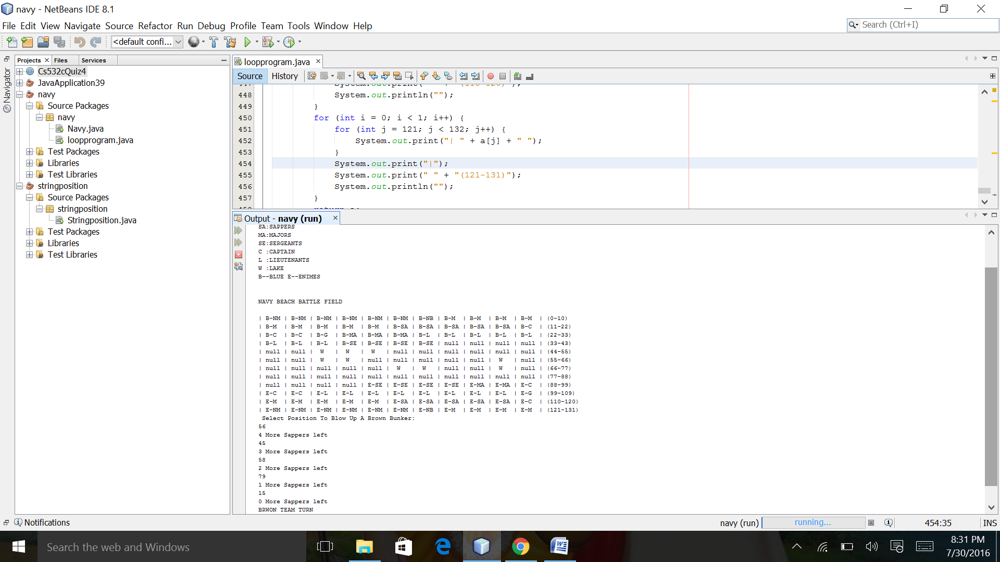 navy - NetBeans IDE 8.1
File Edit View Navigate Source Refactor Run Debug Profile Team Tools Window Help
Search (Ctrl+I)
<default confi...
Projects Files Services
Navigator
Cs532cQuiz4
JavaApplication39
navy
Source Packages
navy
Navy.java
loopprogram.java
Test Packages
Libraries
Test Libraries
stringposition
Source Packages
stringposition
Stringposition.java
Test Packages
Libraries
Test Libraries
loopprogram.java
Source History
448 System.out.println("");
449 }
450 for (int i = 0; i < 1; i++) {
451 for (int j = 121; j < 132; j++) {
452 System.out.print("| " + a[j] + " ");
453 }
454 System.out.print("|");
455 System.out.print(" " + "(121-131)");
456 System.out.println("");
457 }
Output - navy (run)
SA:SAPPERS
MA:MAJORS
SE:SERGEANTS
C :CAPTAIN
L :LIEUTENANTS
W :LAKE
B--BLUE E--ENIMES
NAVY BEACH BATTLE FIELD
| B-NM | B-NM | B-NM | B-NM | B-NM | B-NM | B-NB | B-M | B-M | B-M | B-M | (0-10)
| B-M | B-M | B-M | B-M | B-M | B-SA | B-SA | B-SA | B-SA | B-SA | B-C | (11-22)
| B-C | B-C | B-G | B-MA | B-MA | B-MA | B-L | B-L | B-L | B-L | B-L | (22-33)
| B-L | B-L | B-L | B-SE | B-SE | B-SE | B-SE | null | null | null | null | (33-43)
| null | null | W | W | W | null | null | null | null | null | null | (44-55)
| null | null | W | W | null | null | null | null | null | W | null | (55-66)
| null | null | null | null | null | W | W | null | null | W | null | (66-77)
| null | null | null | null | null | null | null | null | null | null | null | (77-88)
| null | null | null | null | E-SE | E-SE | E-SE | E-SE | E-MA | E-MA | E-C | (88-99)
| E-C | E-C | E-L | E-L | E-L | E-L | E-L | E-L | E-L | E-L | E-G | (99-109)
| E-M | E-M | E-M | E-M | E-M | E-SA | E-SA | E-SA | E-SA | E-SA | E-C | (110-120)
| E-NM | E-NM | E-NM | E-NM | E-NM | E-NM | E-NB | E-M | E-M | E-M | E-M | (121-131)
Select Position To Blow Up A Brown Bunker:
56
4 More Sappers left
45
3 More Sappers left
58
2 More Sappers left
79
1 More Sappers left
15
0 More Sappers left
BRWON TEAM TURN
Notifications
navy (run) running... 454:35 INS
Search the web and Windows
8:31 PM
7/30/2016